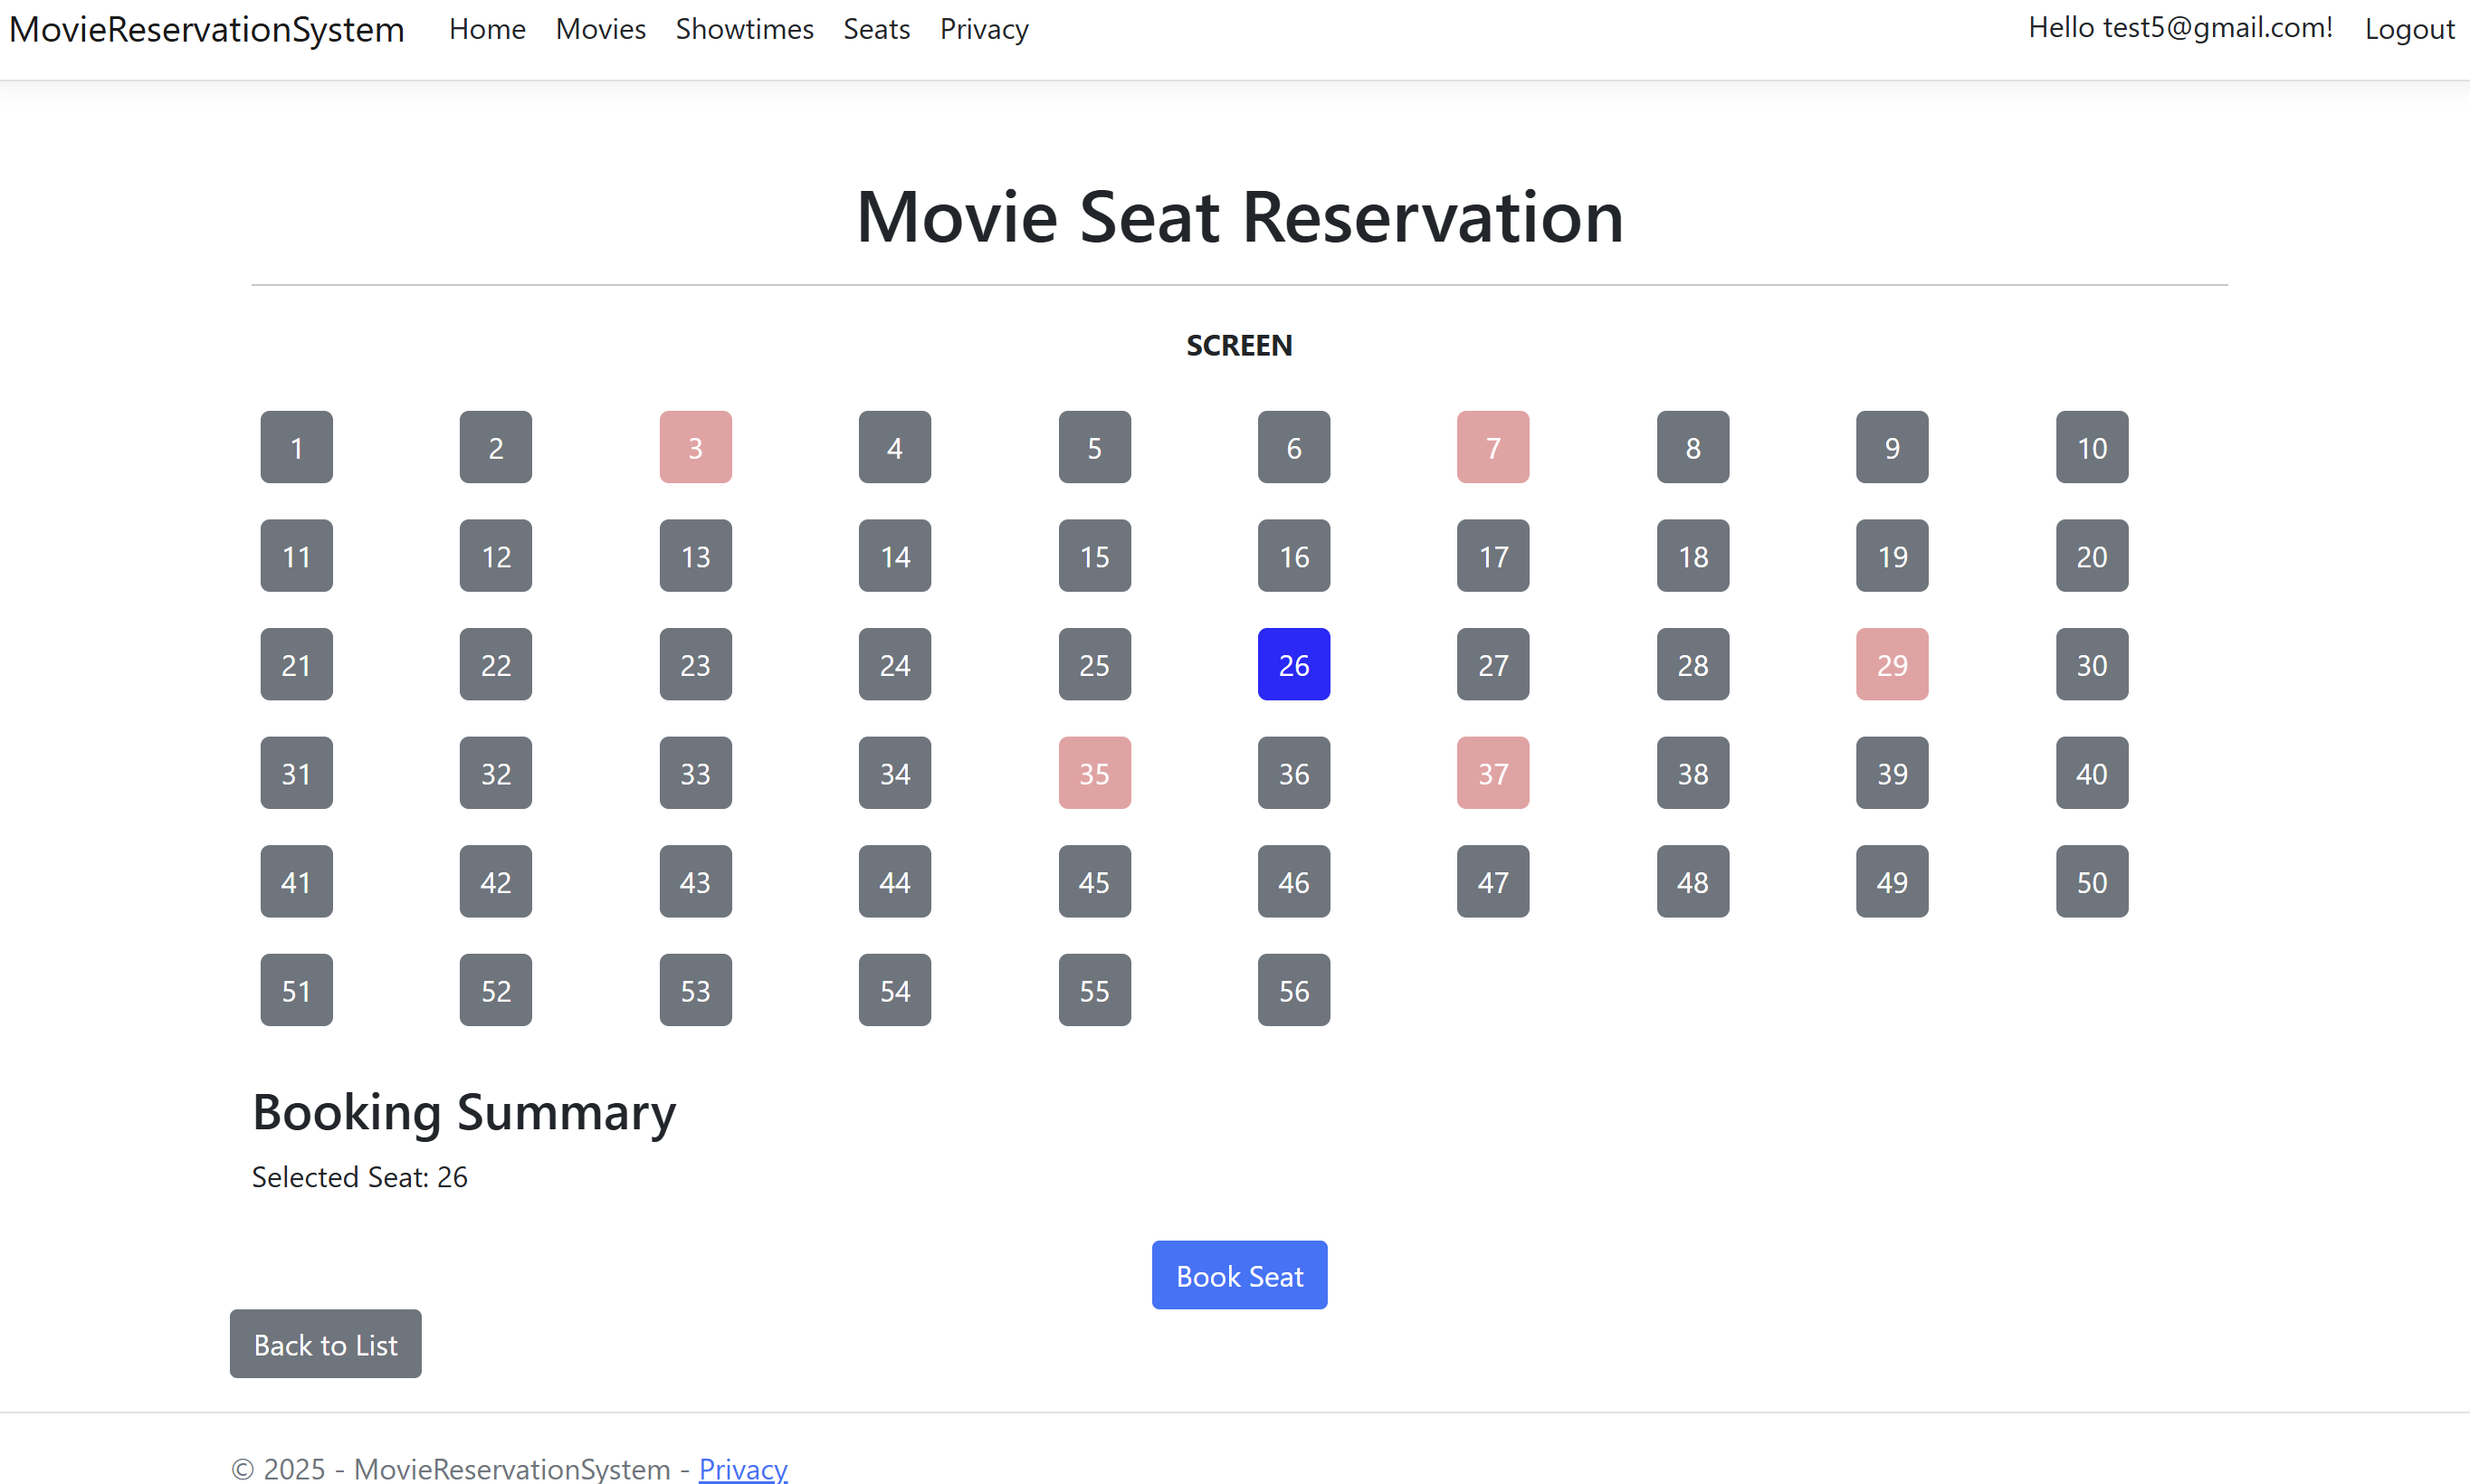 MovieReservationSystem Home Movies Showtimes Seats Privacy Hello test5@gmail.com! Logout
Movie Seat Reservation
SCREEN
1 2 3 4 5 6 7 8 9 10
11 12 13 14 15 16 17 18 19 20
21 22 23 24 25 26 27 28 29 30
31 32 33 34 35 36 37 38 39 40
41 42 43 44 45 46 47 48 49 50
51 52 53 54 55 56
Booking Summary
Selected Seat: 26
Book Seat
Back to List
© 2025 - MovieReservationSystem - Privacy